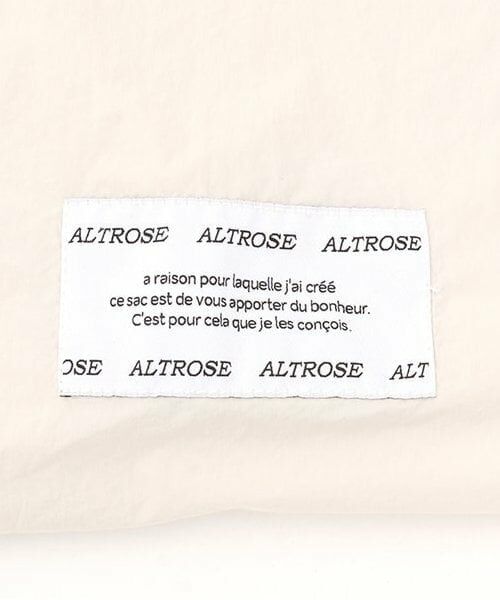 ALTROSE ALTROSE ALTROSE
a raison pour laquelle j'ai créé
ce sac est de vous apporter du bonheur.
C'est pour cela que je les conçois.
OSE ALTROSE ALTROSE ALT